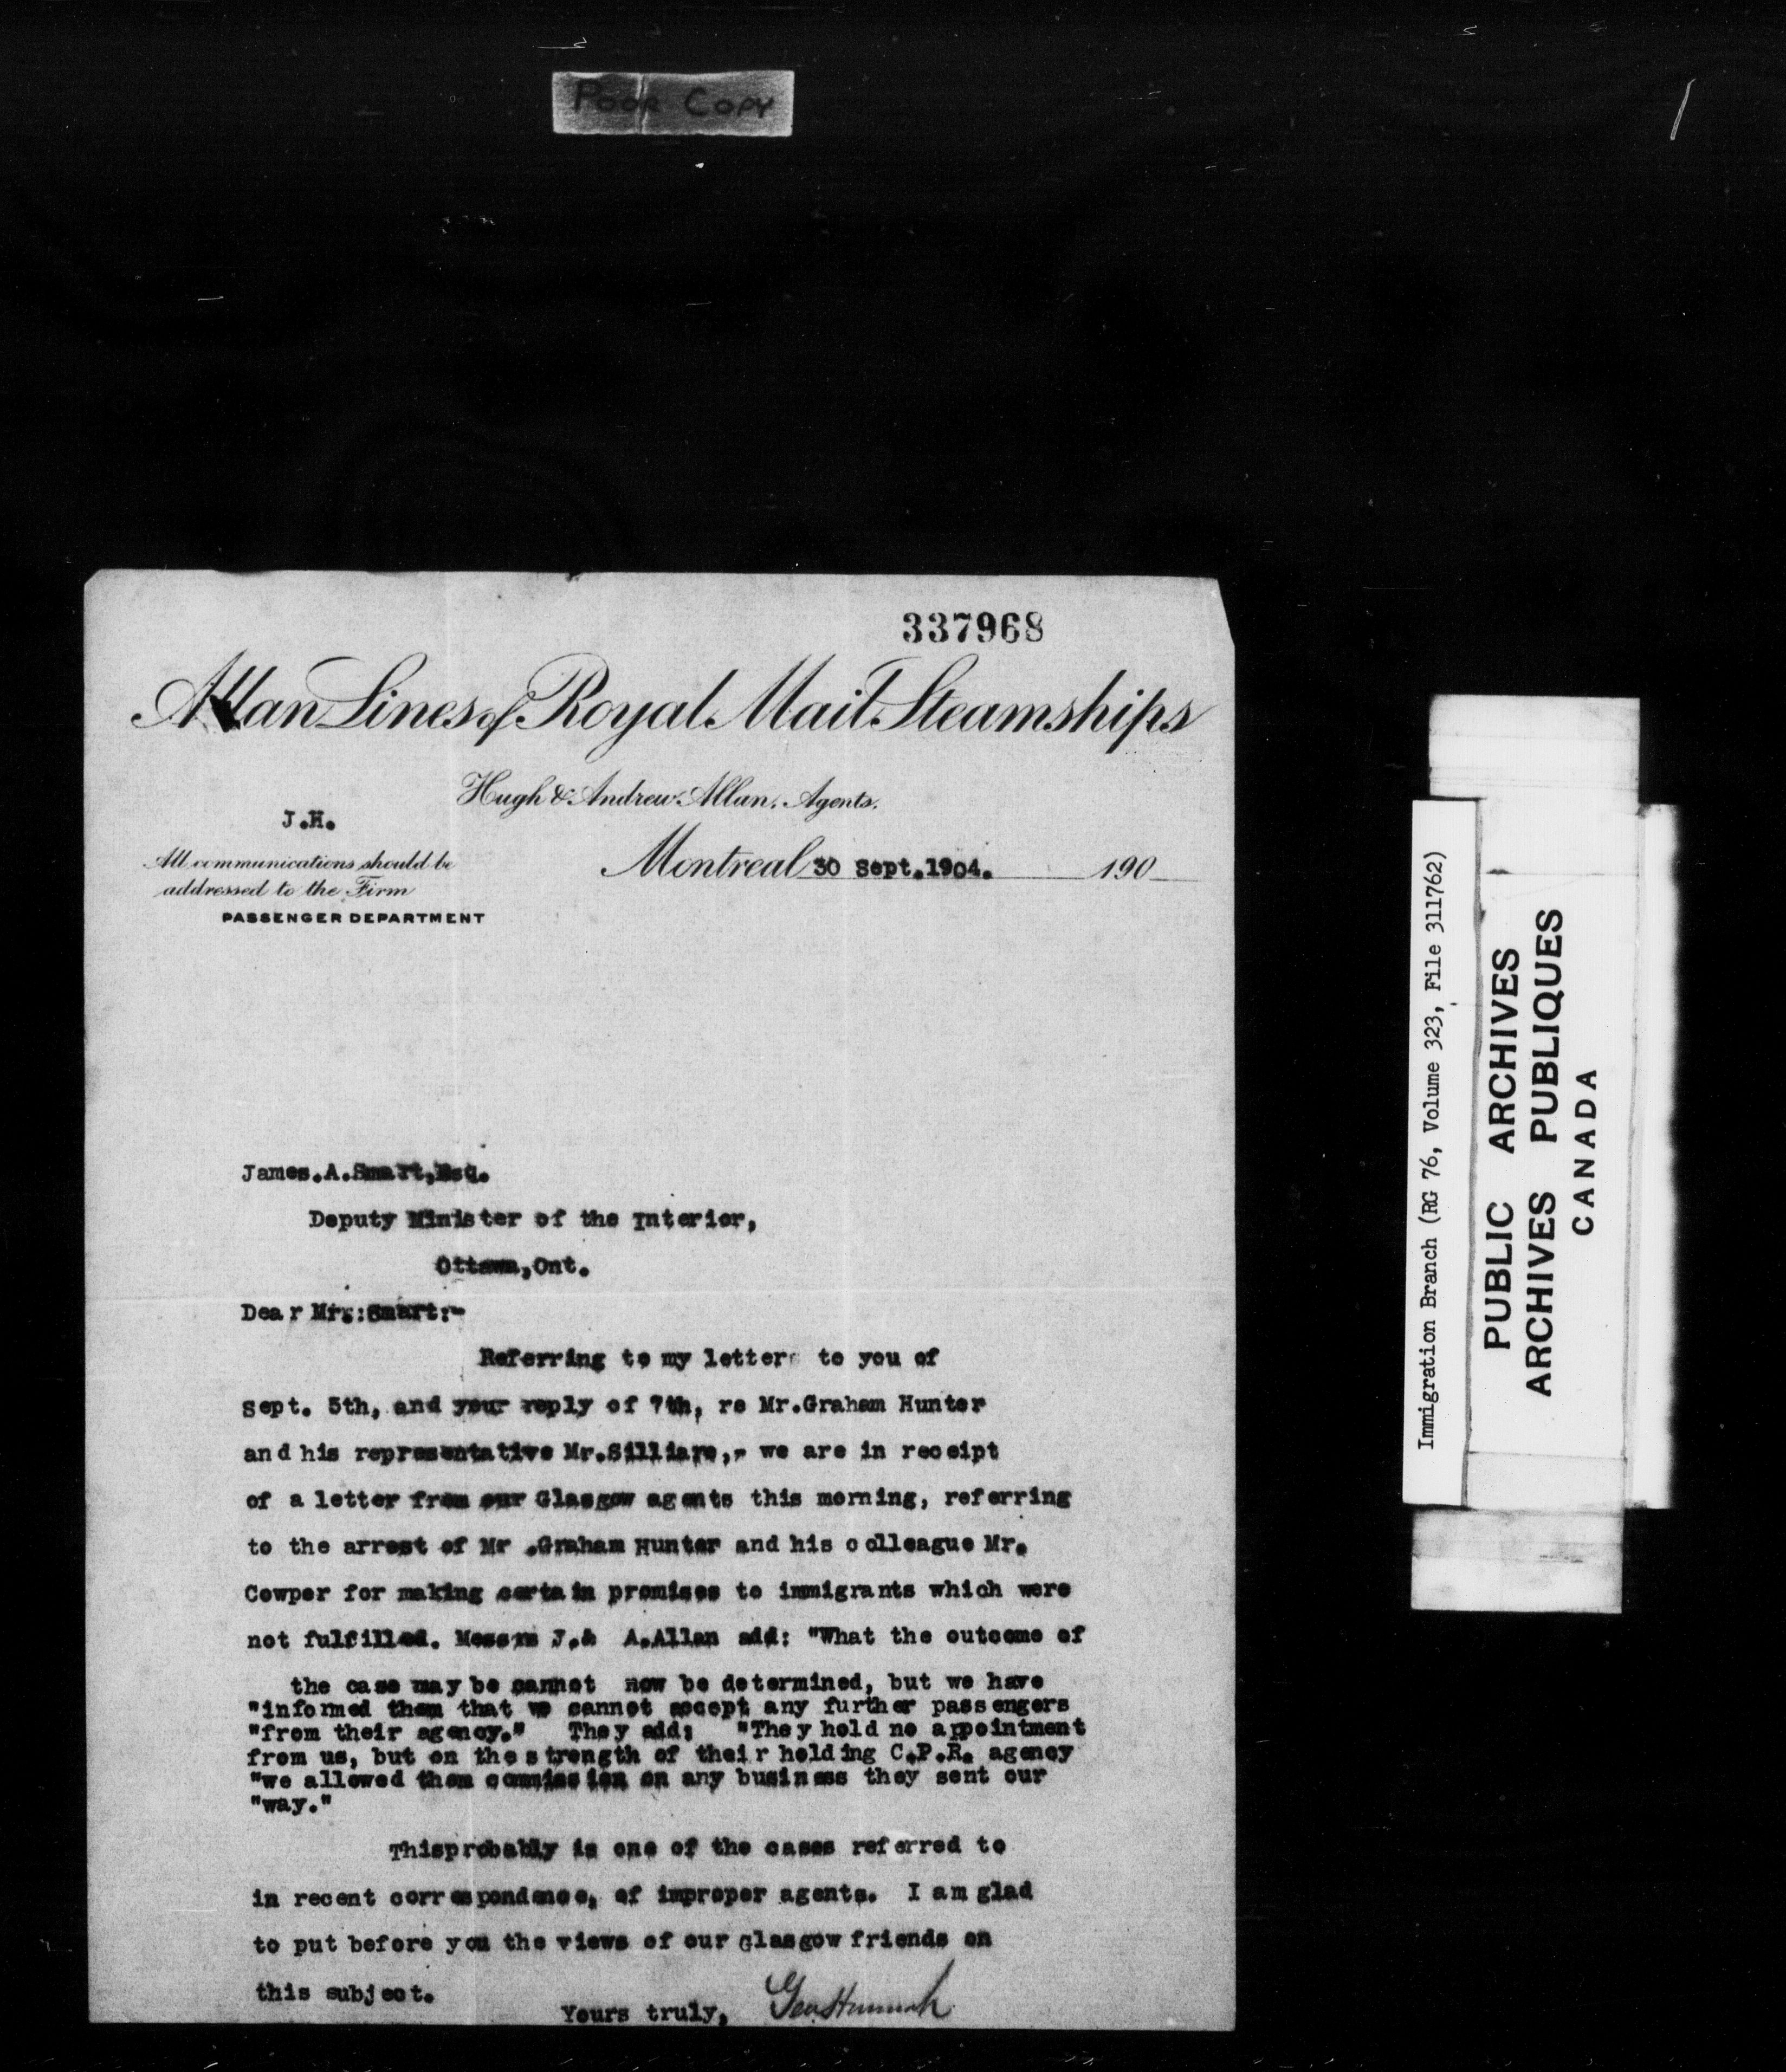 POOR COPY
337968
Allan Lines of Royal Mail Steamships
Hugh & Andrew Allan, Agents.
J.H.
All communications should be
addressed to the Firm
PASSENGER DEPARTMENT
Montreal 30 Sept.1904. 190
James.A.Smart,Esq.
Deputy Minister of the Interior,
Ottawa,Ont.
Dear Mr.:Smart:-
Referring to my letter to you of
Sept. 5th, and your reply of 7th, re Mr.Graham Hunter
and his representative Mr.Silliars,- we are in receipt
of a letter from our Glasgow agents this morning, referring
to the arrest of Mr .Graham Hunter and his colleague Mr.
Cowper for making certain promises to immigrants which were
not fulfilled. Messrs J.& A.Allan add: "What the outcome of
the case may be cannot now be determined, but we have
"informed them that we cannot accept any further passengers
"from their agency." They add; "They hold no appointment
from us, but on the strength of their holding C.P.R. agency
"we allowed them commission on any business they sent our
"way."
Thisprobably is one of the cases referred to
in recent correspondence, of improper agents. I am glad
to put before you the views of our Glasgow friends on
this subject.
Yours truly, Geo Hannah
Immigration Branch (RG 76, Volume 323, File 311762)
PUBLIC ARCHIVES
ARCHIVES PUBLIQUES
CANADA